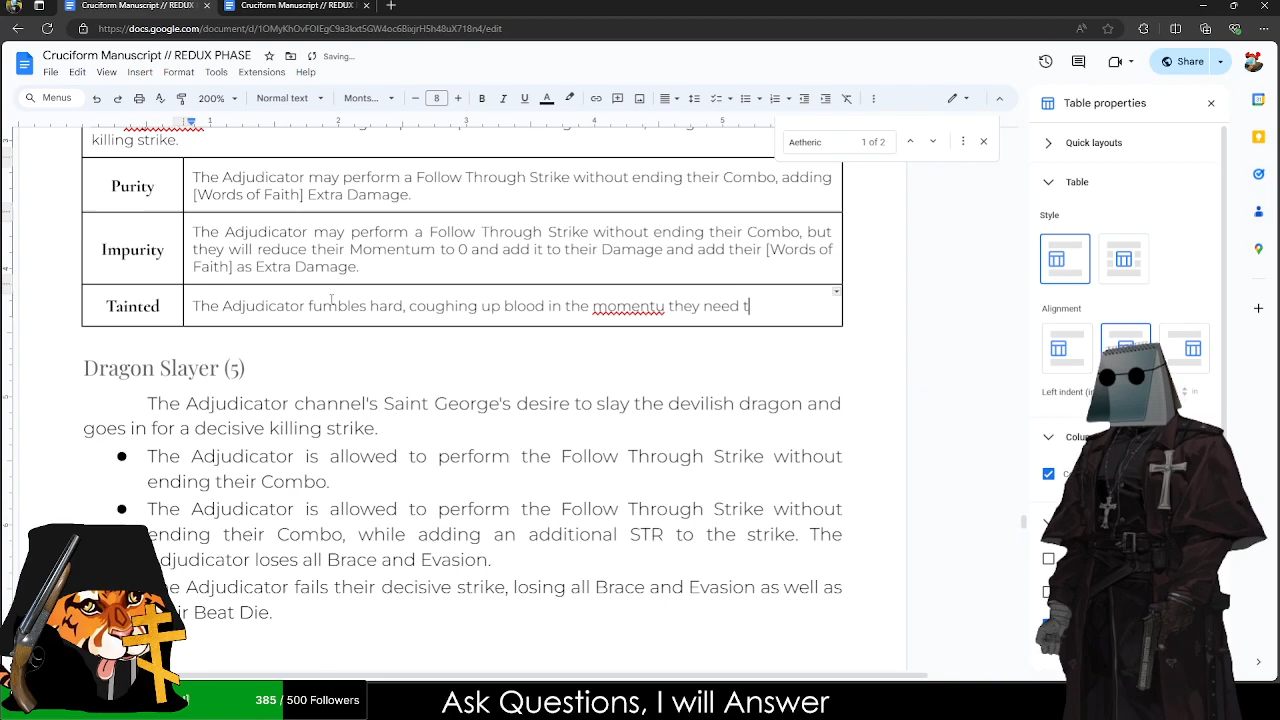 Cruciform Manuscript // REDUX
Cruciform Manuscript // REDUX
https://docs.google.com/document/d/1OMyKhOvFOIEgC9a3kxt5GW4oc6BixjrH5h48uX718n4/edit
Cruciform Manuscript // REDUX PHASE
Saving...
File Edit View Insert Format Tools Extensions Help
Share
Menus
200%
Normal text
Monts...
8
B I U A
Table properties
1 2 3 4 5
Aetheric 1 of 2
Quick layouts
Table
Style
Alignment
Left indent (in
Colu
killing strike.
Purity
The Adjudicator may perform a Follow Through Strike without ending their Combo, adding
[Words of Faith] Extra Damage.
Impurity
The Adjudicator may perform a Follow Through Strike without ending their Combo, but
they will reduce their Momentum to 0 and add it to their Damage and add their [Words of
Faith] as Extra Damage.
Tainted
The Adjudicator fumbles hard, coughing up blood in the momentu they need t
Dragon Slayer (5)
The Adjudicator channel's Saint George's desire to slay the devilish dragon and
goes in for a decisive killing strike.
● The Adjudicator is allowed to perform the Follow Through Strike without
ending their Combo.
● The Adjudicator is allowed to perform the Follow Through Strike without
ending their Combo, while adding an additional STR to the strike. The
djudicator loses all Brace and Evasion.
e Adjudicator fails their decisive strike, losing all Brace and Evasion as well as
ir Beat Die.
385 / 500 Followers
Ask Questions, I will Answer